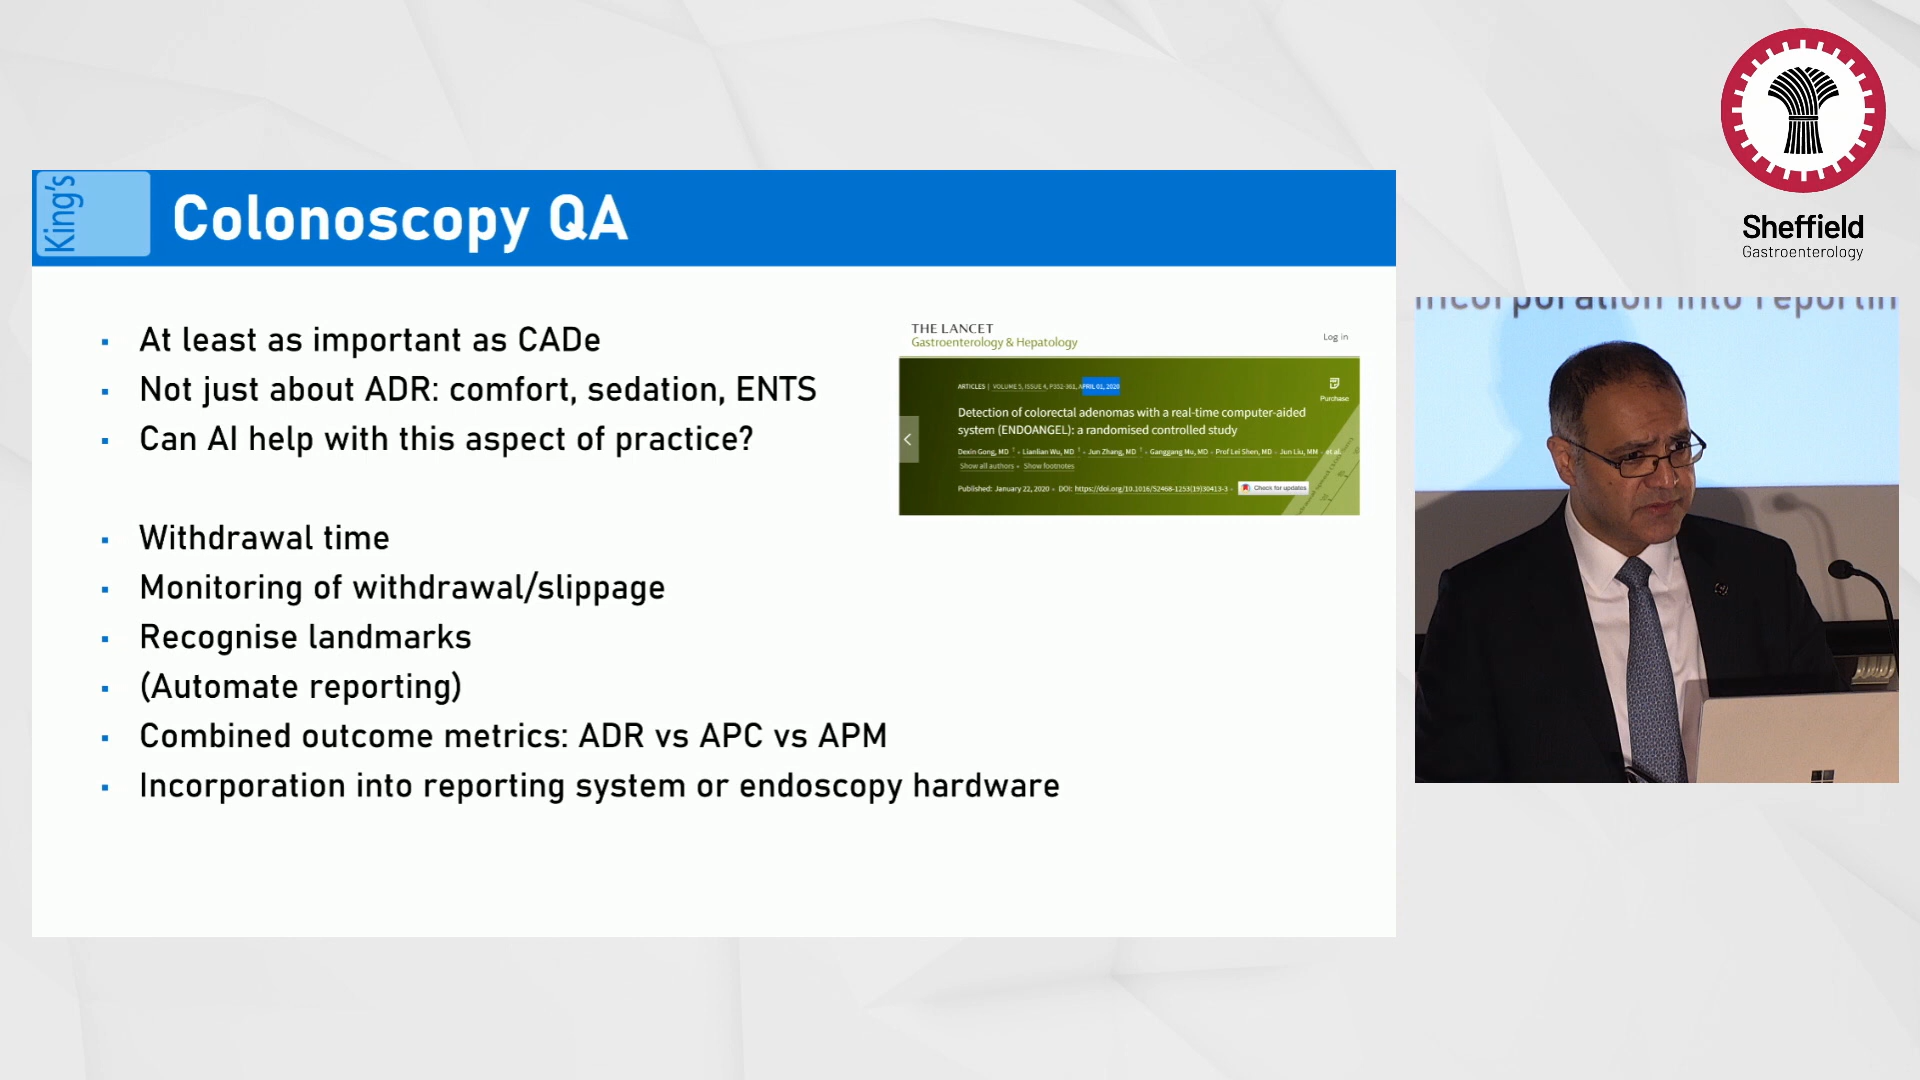 King's
Colonoscopy QA
At least as important as CADe
Not just about ADR: comfort, sedation, ENTS
Can AI help with this aspect of practice?
Withdrawal time
Monitoring of withdrawal/slippage
Recognise landmarks
(Automate reporting)
Combined outcome metrics: ADR vs APC vs APM
Incorporation into reporting system or endoscopy hardware
THE LANCET
Gastroenterology & Hepatology
Log in
ARTICLES | VOLUME 5, ISSUE 4, P352-361, APRIL 01, 2020
Purchase
Detection of colorectal adenomas with a real-time computer-aided
system (ENDOANGEL): a randomised controlled study
Dexin Gong, MD † • Lianlian Wu, MD † • Jun Zhang, MD † • Ganggang Mu, MD • Prof Lei Shen, MD • Jun Liu, MM • et al.
Show all authors • Show footnotes
Published: January 22, 2020 • DOI: https://doi.org/10.1016/S2468-1253(19)30413-3 • Check for updates
Sheffield
Gastroenterology
Incorporation into reportin